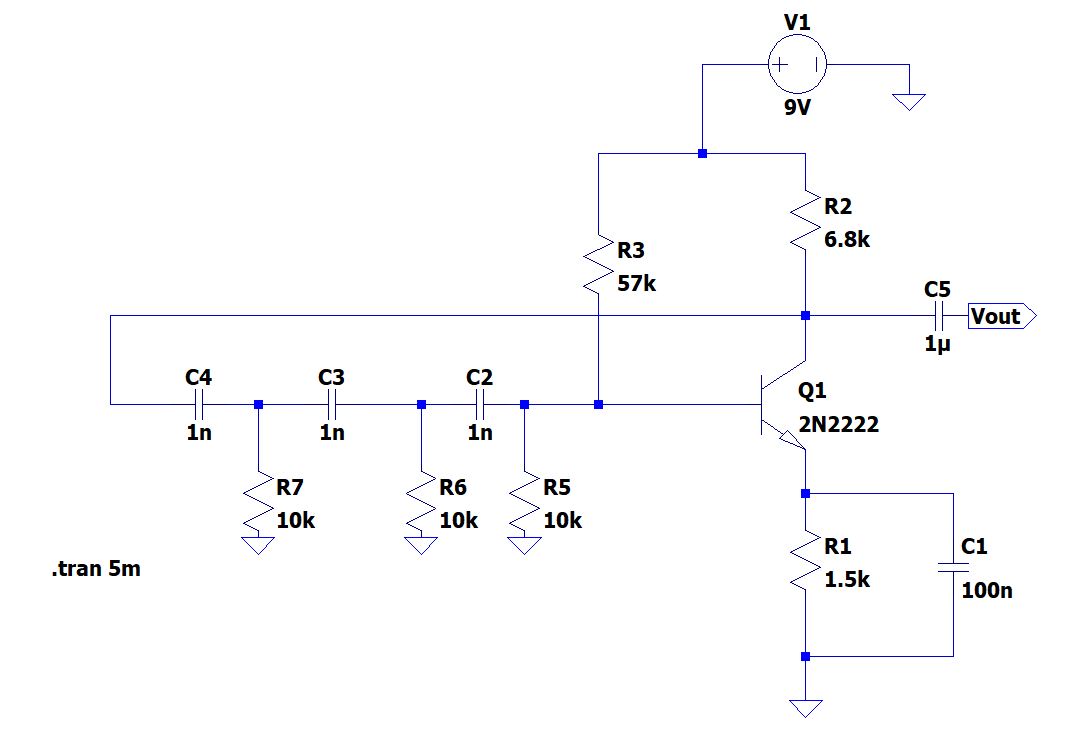 V1
9V
R2
6.8k
R3
57k
C5
Vout
1µ
C4
C3
C2
1n
1n
1n
Q1
2N2222
R7
10k
R6
10k
R5
10k
R1
1.5k
C1
100n
.tran 5m